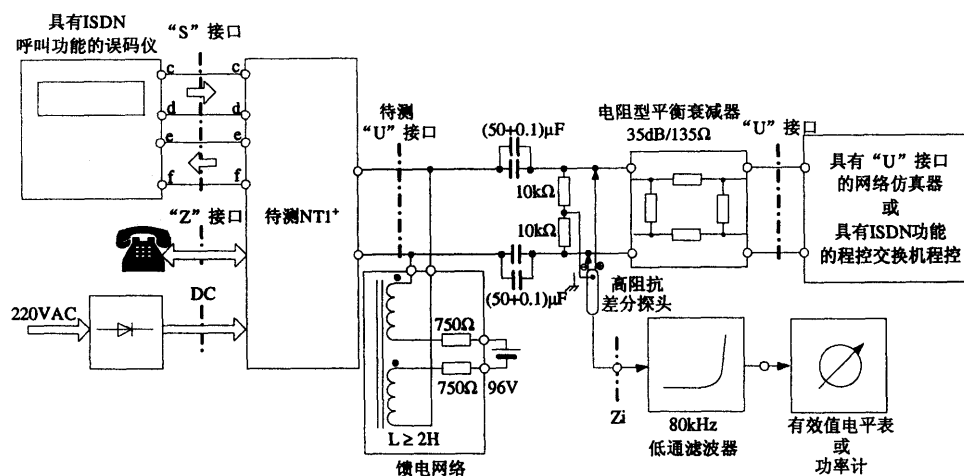 具有ISDN
呼叫功能的误码仪
“S”接口
c
c
d
d
e
e
f
f
“Z”接口
DC
220VAC
待测NT1+
待测
“U”接口
(50+0.1)μF
10kΩ
10kΩ
(50+0.1)μF
750Ω
750Ω
96V
L≥2H
馈电网络
高阻抗
差分探头
电阻型平衡衰减器
35dB/135Ω
“U”接口
具有“U”接口
的网络仿真器
或
具有ISDN功能
的程控交换机程控
Zi
80kHz
低通滤波器
有效值电平表
或
功率计